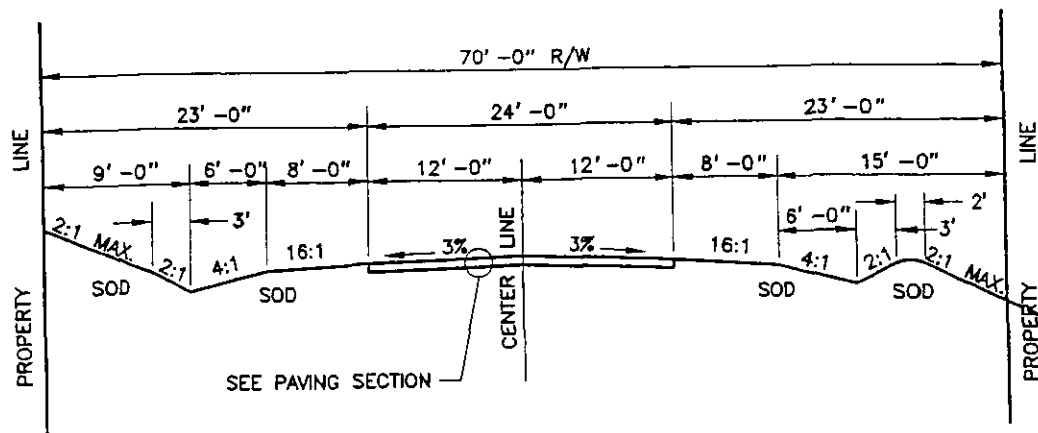 70' -0" R/W
23' -0"
24' -0"
23' -0"
9' -0"
6' -0"
8' -0"
12' -0"
12' -0"
8' -0"
15' -0"
3'
6' -0"
2'
3'
2:1 MAX.
2:1
4:1
16:1
3%
3%
16:1
4:1
2:1
2:1 MAX.
SOD
SOD
SOD
SOD
SEE PAVING SECTION
PROPERTY LINE
CENTER LINE
PROPERTY LINE